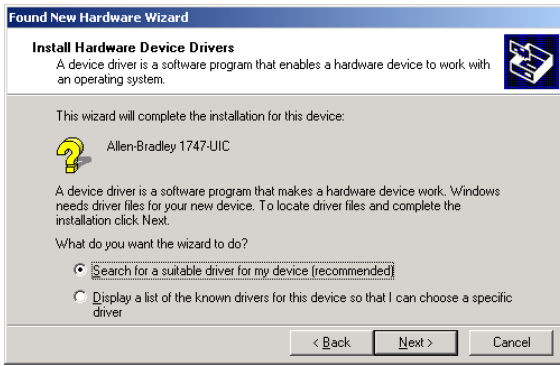 Found New Hardware Wizard
Install Hardware Device Drivers
A device driver is a software program that enables a hardware device to work with
an operating system.
This wizard will complete the installation for this device:
Allen-Bradley 1747-UIC
A device driver is a software program that makes a hardware device work. Windows
needs driver files for your new device. To locate driver files and complete the
installation click Next.
What do you want the wizard to do?
Search for a suitable driver for my device (recommended)
Display a list of the known drivers for this device so that I can choose a specific
driver
< Back Next > Cancel